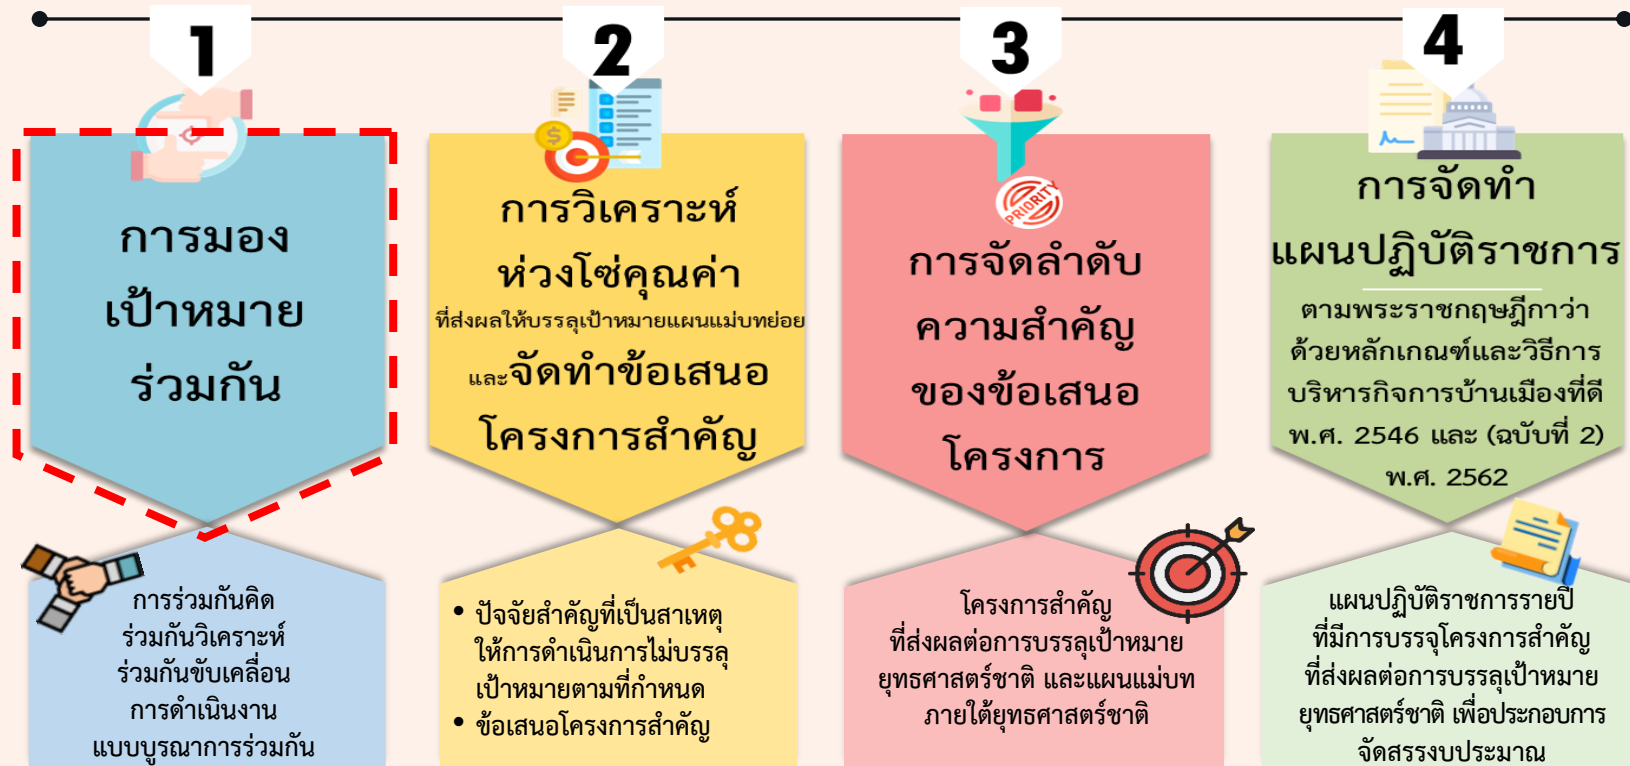 1
การมอง
เป้าหมาย
ร่วมกัน
การร่วมกันคิด
ร่วมกันวิเคราะห์
ร่วมกันขับเคลื่อน
การดำเนินงาน
แบบบูรณาการร่วมกัน
2
การวิเคราะห์
ห่วงโซ่คุณค่า
ที่ส่งผลให้บรรลุเป้าหมายแผนแม่บทย่อย
และจัดทำข้อเสนอ
โครงการสำคัญ
• ปัจจัยสำคัญที่เป็นสาเหตุ
ให้การดำเนินการไม่บรรลุ
เป้าหมายตามที่กำหนด
• ข้อเสนอโครงการสำคัญ
3
PRIORITY
การจัดลำดับ
ความสำคัญ
ของข้อเสนอ
โครงการ
โครงการสำคัญ
ที่ส่งผลต่อการบรรลุเป้าหมาย
ยุทธศาสตร์ชาติ และแผนแม่บท
ภายใต้ยุทธศาสตร์ชาติ
4
การจัดทำ
แผนปฏิบัติราชการ
ตามพระราชกฤษฎีกาว่า
ด้วยหลักเกณฑ์และวิธีการ
บริหารกิจการบ้านเมืองที่ดี
พ.ศ. 2546 และ (ฉบับที่ 2)
พ.ศ. 2562
แผนปฏิบัติราชการรายปี
ที่มีการบรรจุโครงการสำคัญ
ที่ส่งผลต่อการบรรลุเป้าหมาย
ยุทธศาสตร์ชาติ เพื่อประกอบการ
จัดสรรงบประมาณ